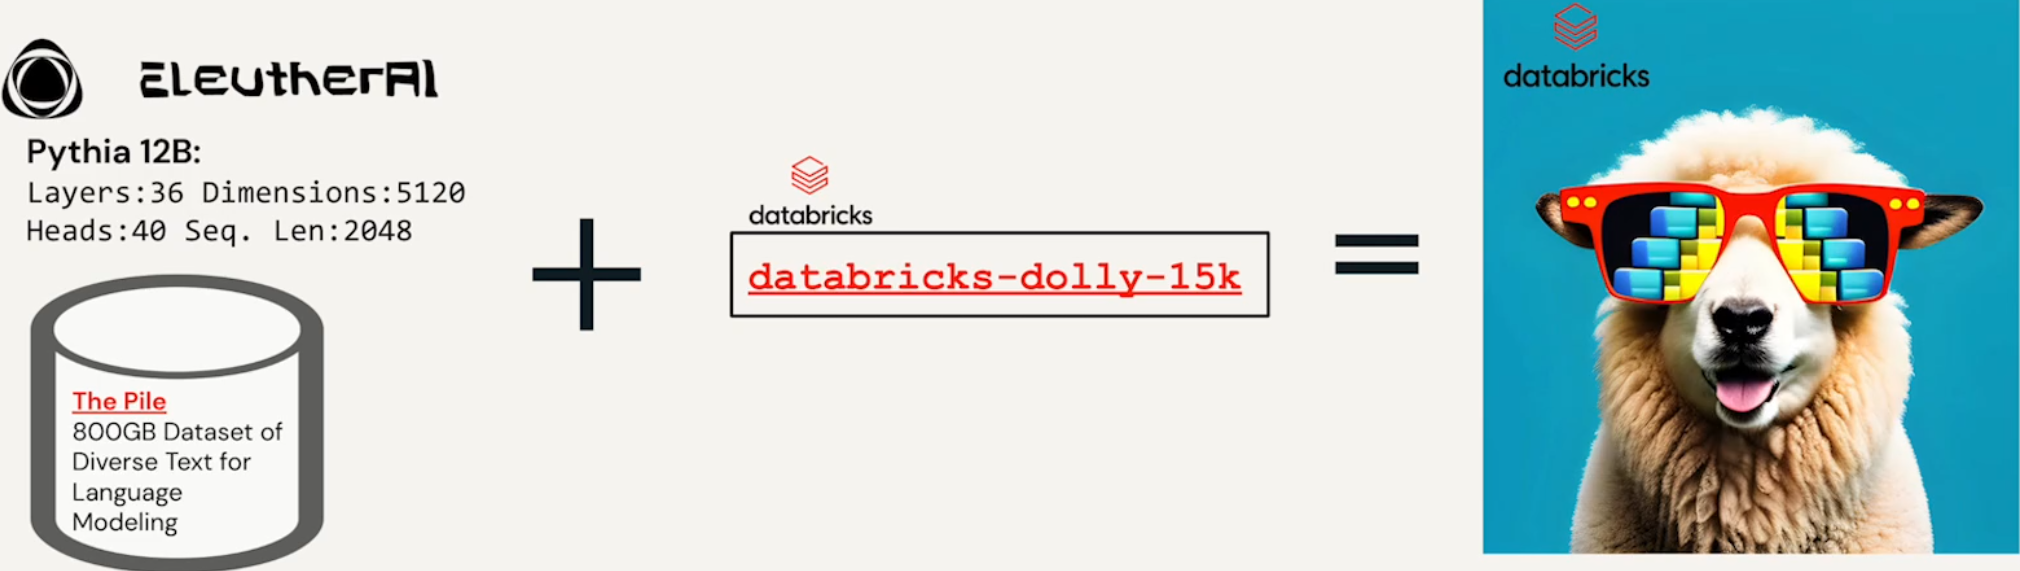 EleutherAI
Pythia 12B:
Layers:36 Dimensions:5120
Heads:40 Seq. Len:2048
The Pile
800GB Dataset of
Diverse Text for
Language
Modeling
databricks
databricks-dolly-15k
databricks